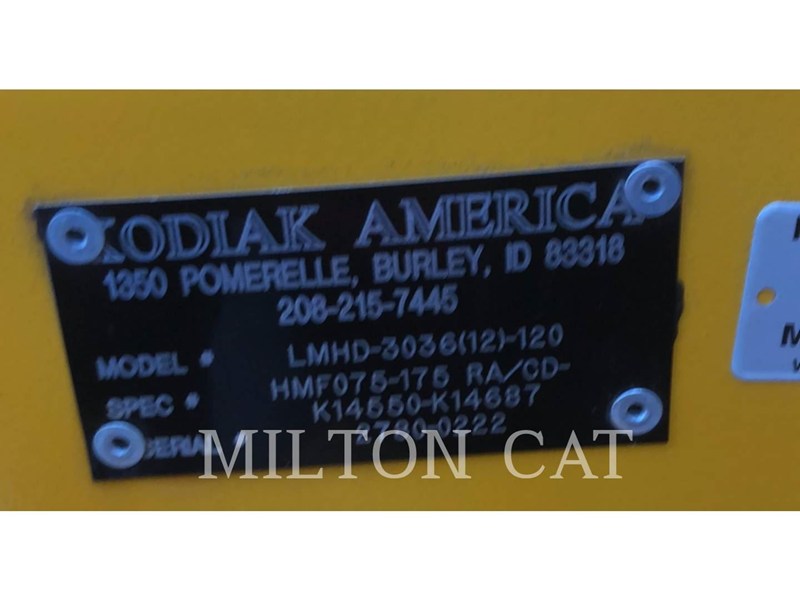 KODIAK AMERICA
1350 POMERELLE, BURLEY, ID 83318
208-215-7445
MODEL # LMHD-3036(12)-120
SPEC # HMF075-175 RA/CD-
K14550-K14687
SERIAL #
MILTON CAT